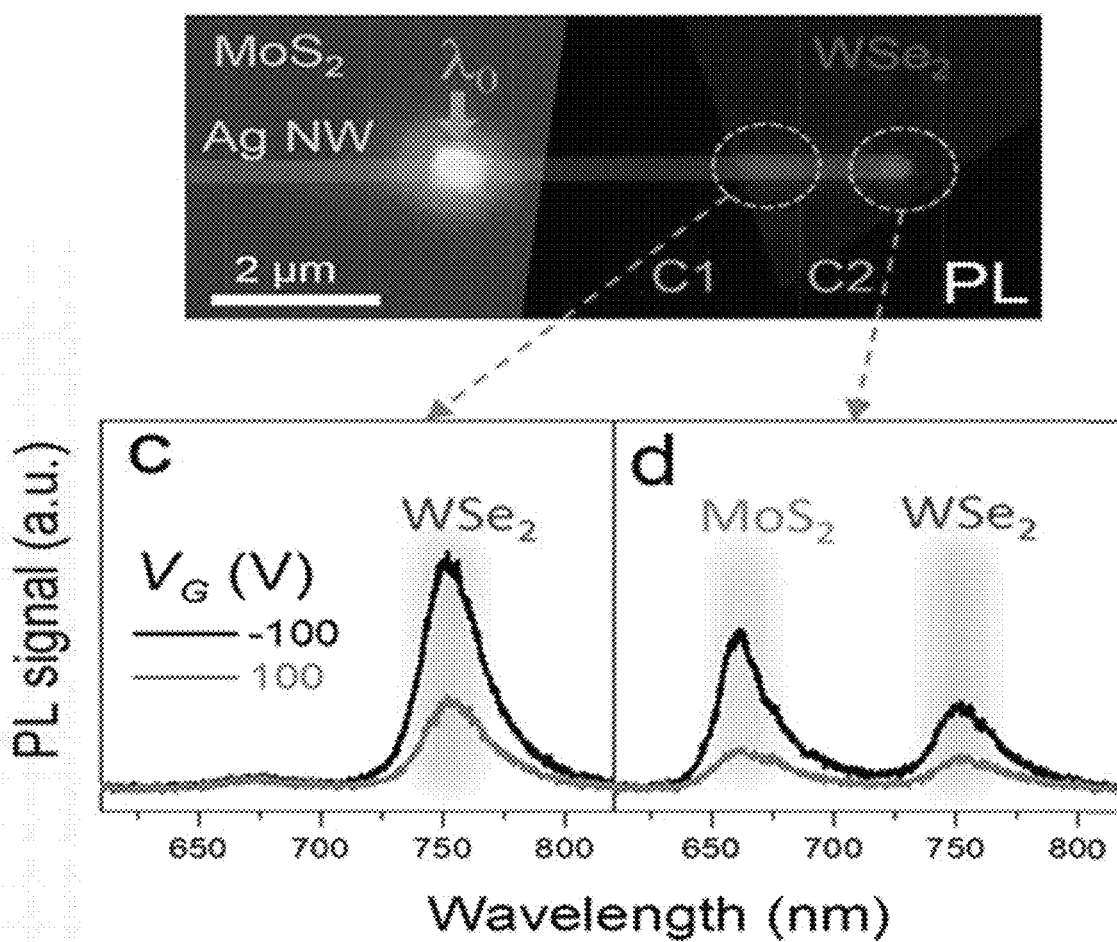 MoS₂
λ₀
WSe₂
Ag NW
2 µm
C1
C2
PL
PL signal (a.u.)
c
WSe₂
V_G (V)
-100
100
d
MoS₂
WSe₂
650
700
750
800
650
700
750
800
Wavelength (nm)